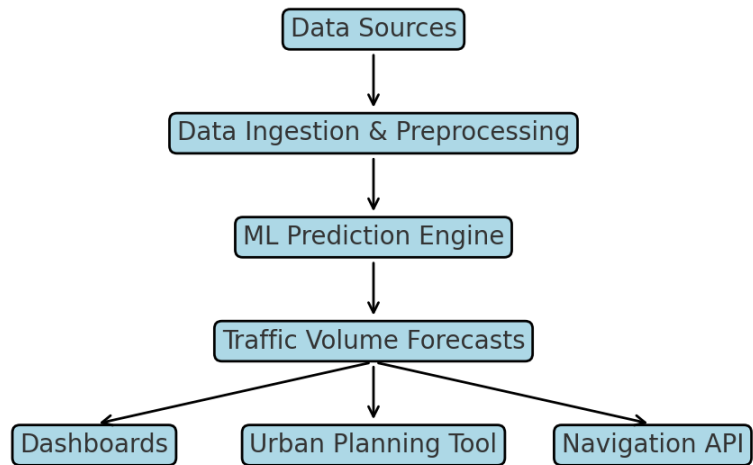 Data Sources
Data Ingestion & Preprocessing
ML Prediction Engine
Traffic Volume Forecasts
Dashboards
Urban Planning Tool
Navigation API